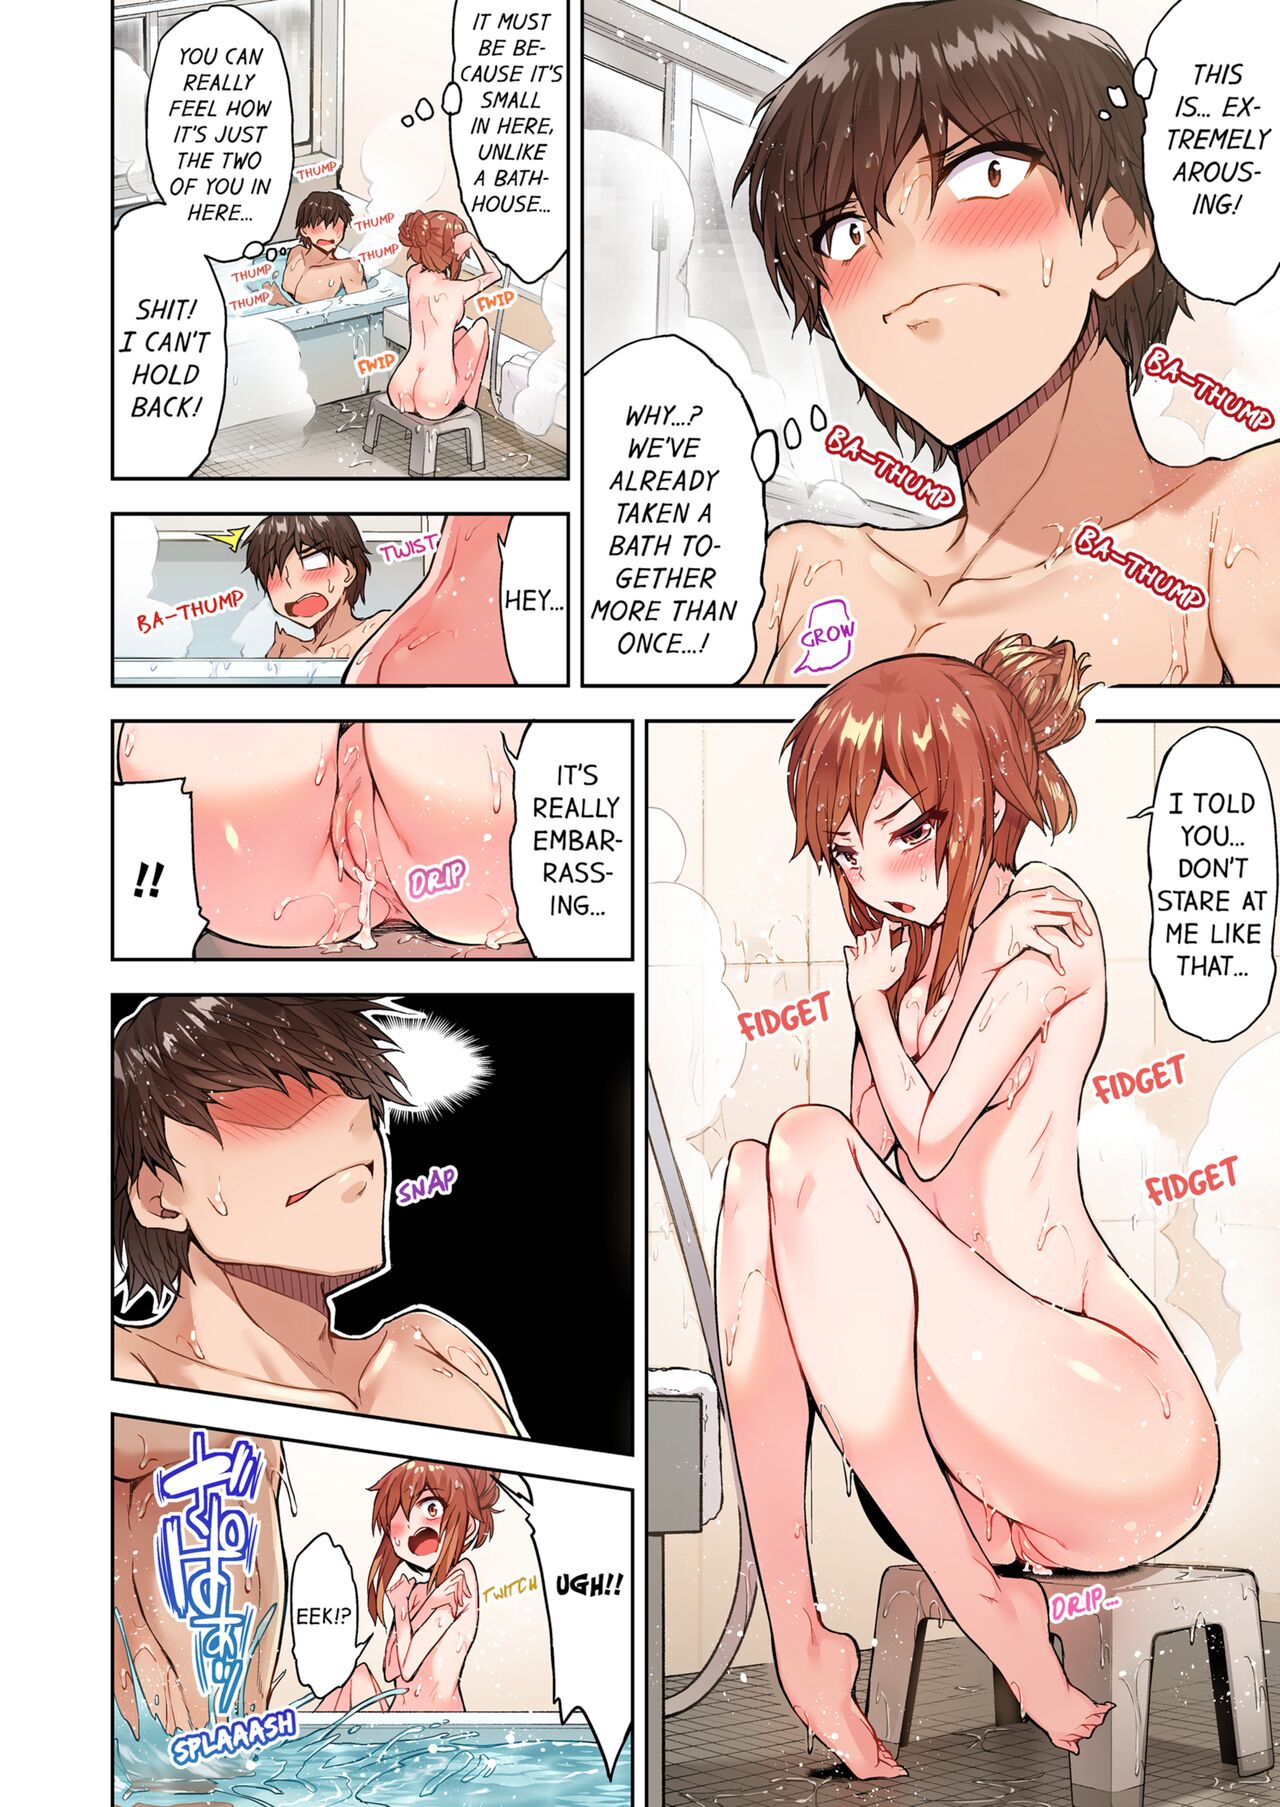 THIS
IS... EX-
TREMELY
AROUS-
ING!
BA-THUMP
BA-THUMP
BA-THUMP
WHY...?
WE'VE
ALREADY
TAKEN A
BATH TO-
GETHER
MORE THAN
ONCE...!
GROW
IT MUST
BE BE-
CAUSE IT'S
SMALL
IN HERE,
UNLIKE
A BATH-
HOUSE...
YOU CAN
REALLY
FEEL HOW
IT'S JUST
THE TWO
OF YOU IN
HERE...
THUMP
THUMP
THUMP
THUMP
THUMP
FWIP
FWIP
SHIT!
I CAN'T
HOLD
BACK!
HEY...
TWIST
BA-THUMP
I TOLD
YOU...
DON'T
STARE AT
ME LIKE
THAT...
FIDGET
FIDGET
FIDGET
DRIP...
IT'S
REALLY
EMBAR-
RASS-
ING...
DRIP
!!
SNAP
UGH!!
TWITCH
EEK!?
ざぱぁッ
SPLAAASH